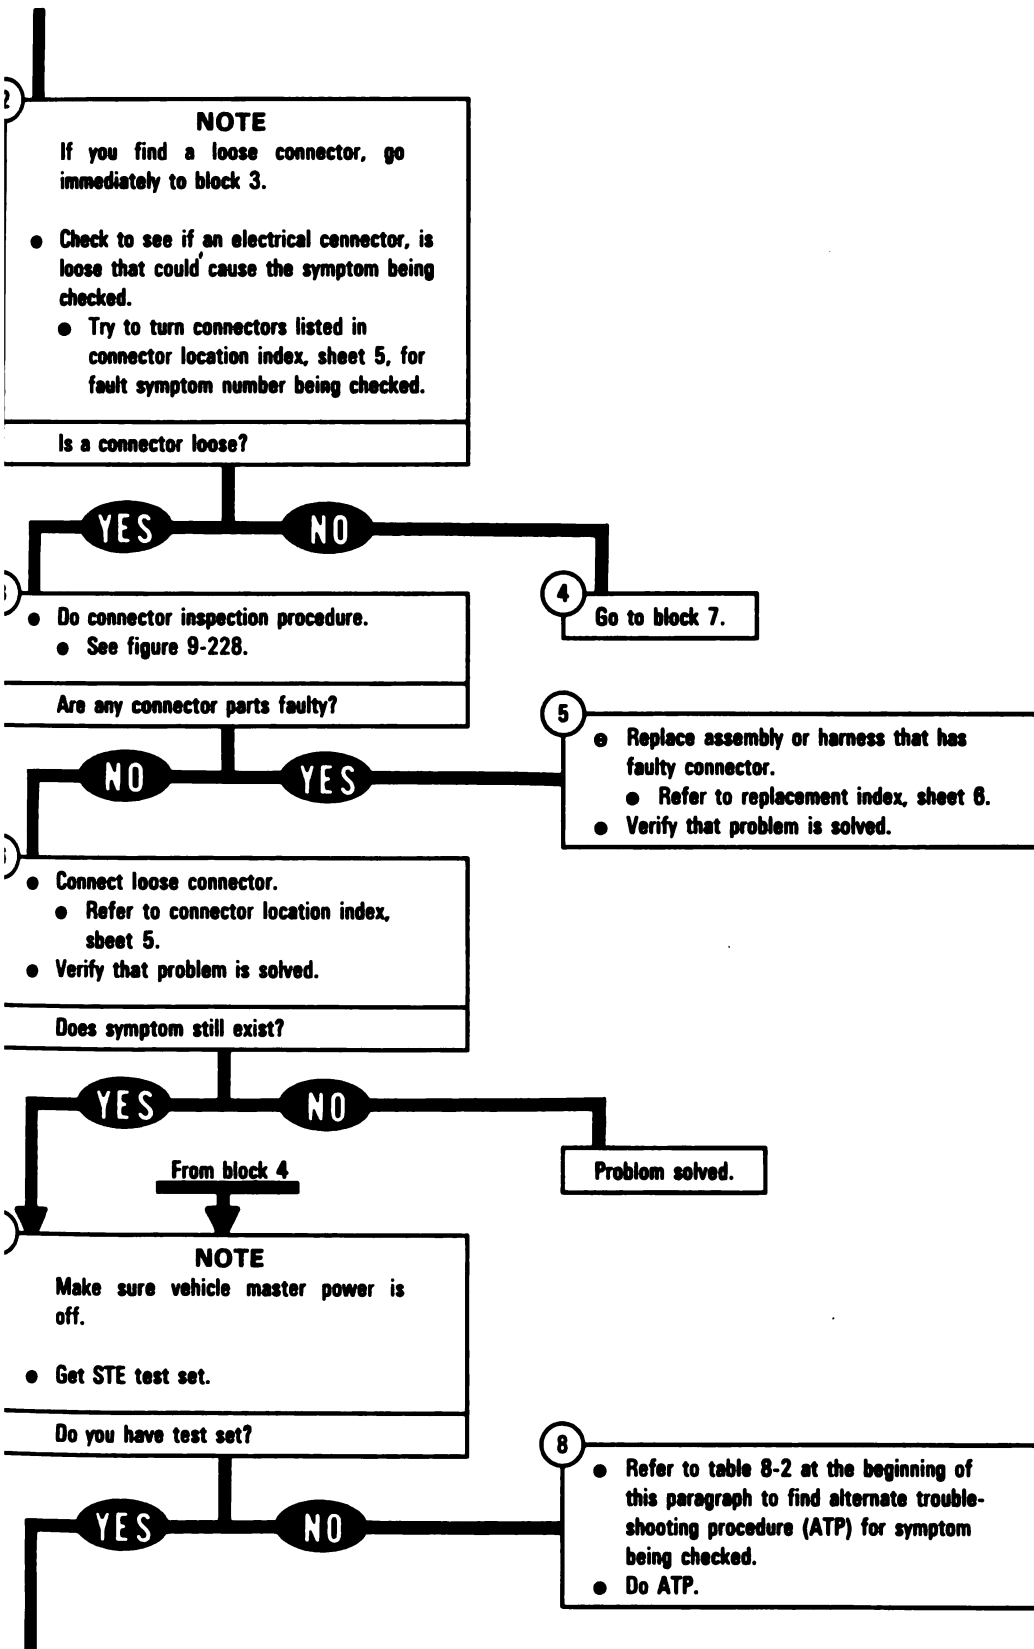 2
NOTE
If you find a loose connector, go
immediately to block 3.
● Check to see if an electrical cennector, is
loose that could' cause the symptom being
checked.
● Try to turn connectors listed in
connector location index, sheet 5, for
fault symptom number being checked.
Is a connector loose?
YES
NO
● Do connector inspection procedure.
● See figure 9-228.
Are any connector parts faulty?
4
Go to block 7.
NO
YES
5
● Replace assembly or harness that has
faulty connector.
● Refer to replacement index, sheet 6.
● Verify that problem is solved.
● Connect loose connector.
● Refer to connector location index,
sbeet 5.
● Verify that problem is solved.
Does symptom still exist?
YES
NO
Problom solved.
From block 4
NOTE
Make sure vehicle master power is
off.
● Get STE test set.
Do you have test set?
YES
NO
8
● Refer to table 8-2 at the beginning of
this paragraph to find alternate trouble-
shooting procedure (ATP) for symptom
being checked.
● Do ATP.